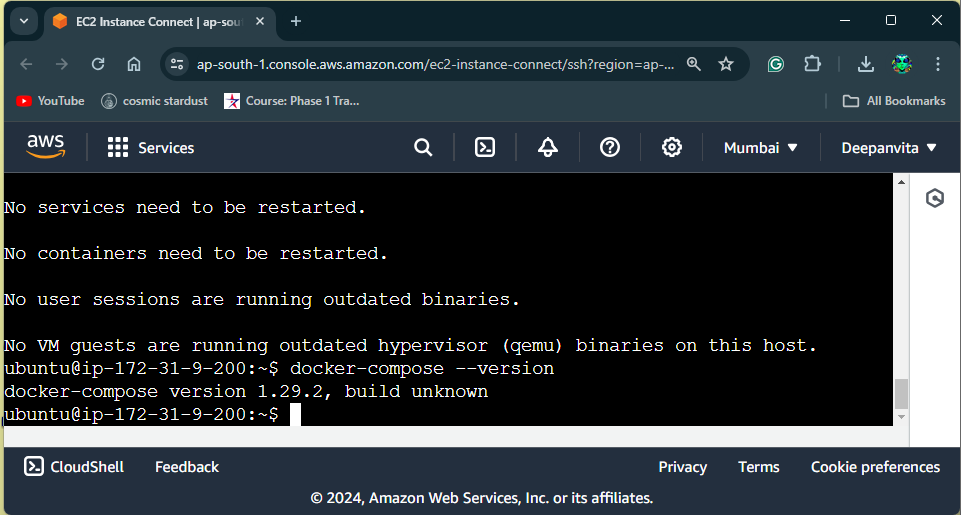 EC2 Instance Connect | ap-sou
ap-south-1.console.aws.amazon.com/ec2-instance-connect/ssh?region=ap-...
YouTube
cosmic stardust
Course: Phase 1 Tra...
All Bookmarks
aws
Services
Mumbai
Deepanvita
No services need to be restarted.
No containers need to be restarted.
No user sessions are running outdated binaries.
No VM guests are running outdated hypervisor (qemu) binaries on this host.
ubuntu@ip-172-31-9-200:~$ docker-compose --version
docker-compose version 1.29.2, build unknown
ubuntu@ip-172-31-9-200:~$
CloudShell
Feedback
Privacy
Terms
Cookie preferences
© 2024, Amazon Web Services, Inc. or its affiliates.